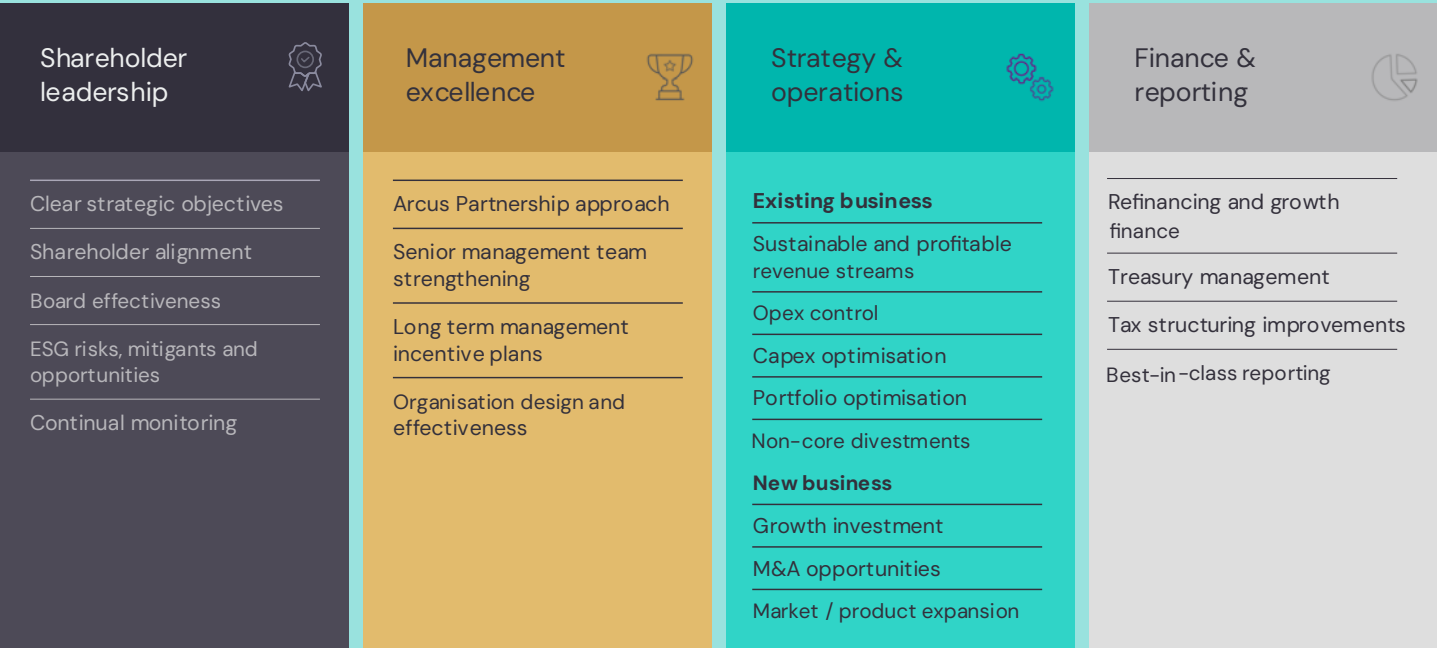 Shareholder
leadership
Clear strategic objectives
Shareholder alignment
Board effectiveness
ESG risks, mitigants and
opportunities
Continual monitoring
Management
excellence
Arcus Partnership approach
Senior management team
strengthening
Long term management
incentive plans
Organisation design and
effectiveness
Strategy &
operations
Existing business
Sustainable and profitable
revenue streams
Opex control
Capex optimisation
Portfolio optimisation
Non-core divestments
New business
Growth investment
M&A opportunities
Market / product expansion
Finance &
reporting
Refinancing and growth
finance
Treasury management
Tax structuring improvements
Best-in-class reporting